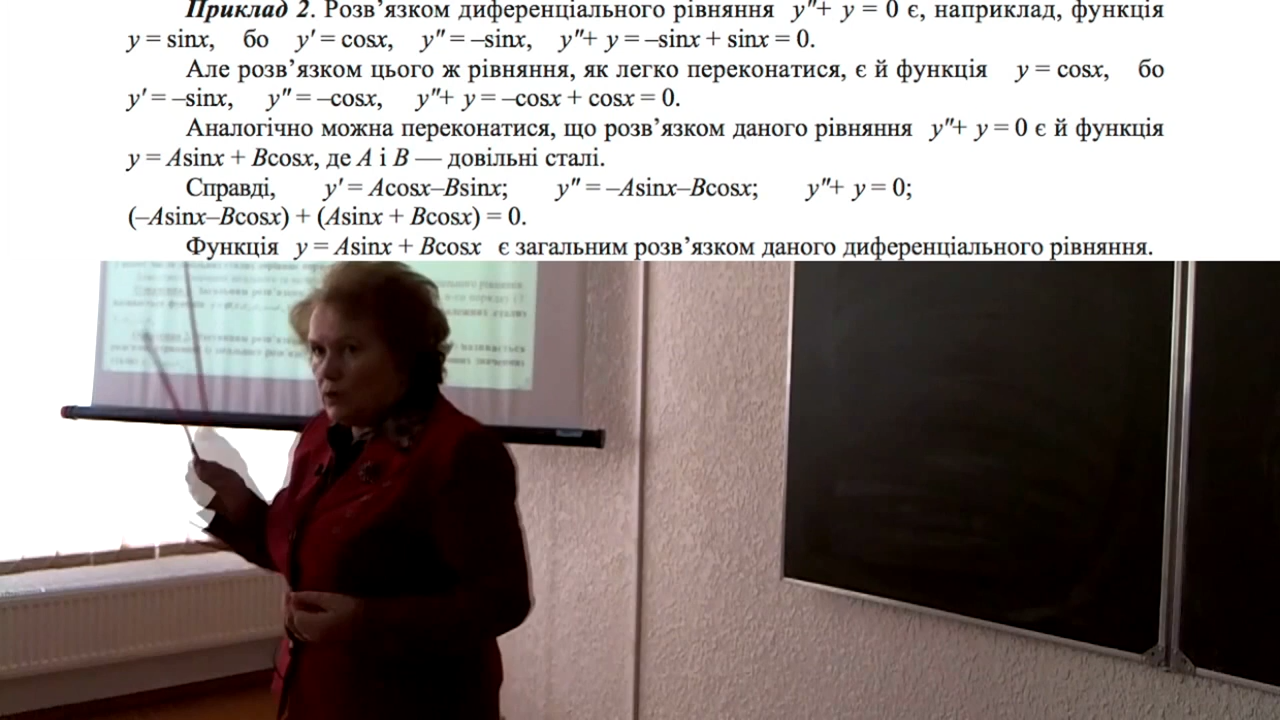 Приклад 2. Розв’язком диференціального рівняння y″+ y = 0 є, наприклад, функція
y = sinx, бо y′ = cosx, y″ = –sinx, y″+ y = –sinx + sinx = 0.
Але розв’язком цього ж рівняння, як легко переконатися, є й функція y = cosx, бо
y′ = –sinx, y″ = –cosx, y″+ y = –cosx + cosx = 0.
Аналогічно можна переконатися, що розв’язком даного рівняння y″+ y = 0 є й функція
y = Asinx + Bcosx, де A і B — довільні сталі.
Справді, y′ = Acosx–Bsinx; y″ = –Asinx–Bcosx; y″+ y = 0;
(–Asinx–Bcosx) + (Asinx + Bcosx) = 0.
Функція y = Asinx + Bcosx є загальним розв’язком даного диференціального рівняння.